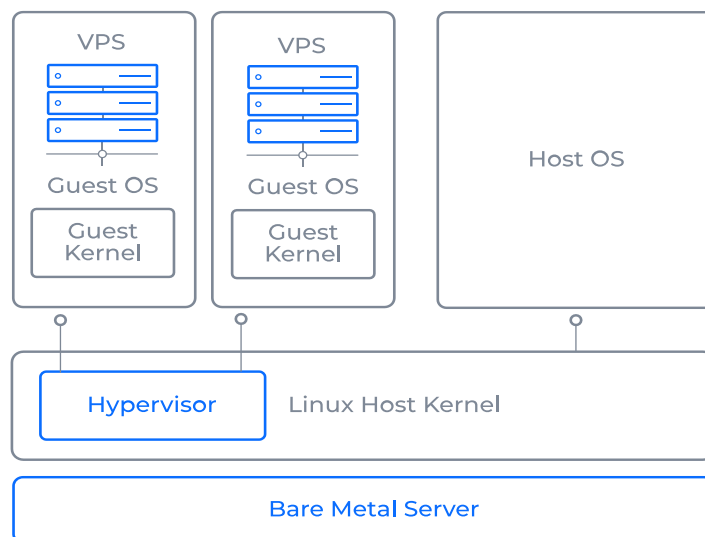 VPS
Guest OS
Guest
Kernel
VPS
Guest OS
Guest
Kernel
Host OS
Hypervisor
Linux Host Kernel
Bare Metal Server